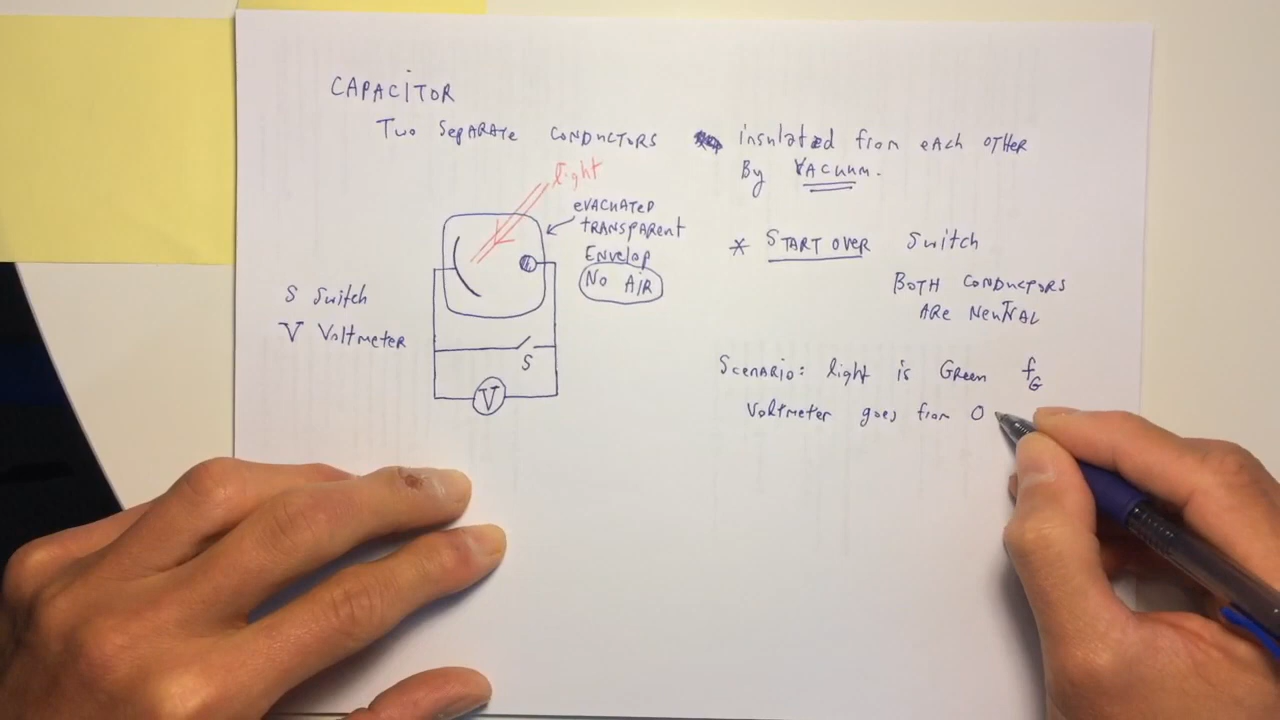 CAPACITOR
Two SepARATe CONDUCTORS insulated from eAch OTHeR
By VACUUM.
light
eVACUATeD
TRANSPARent
Envelop
No AiR
* START OVER Switch
BOTH CONDUCTORS
ARe NeuTRAL
S Switch
V Voltmeter
S
V
Scenario: light is Green fG
Voltmeter goes from 0